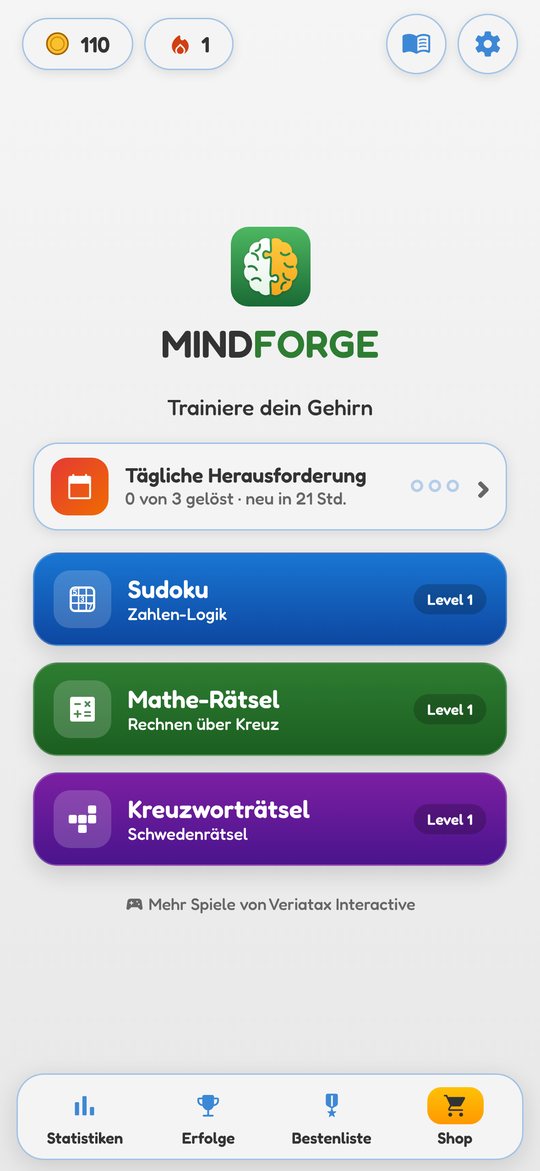 110
1
MINDFORGE
Trainiere dein Gehirn
Tägliche Herausforderung
0 von 3 gelöst · neu in 21 Std.
Sudoku
Zahlen-Logik
Level 1
Mathe-Rätsel
Rechnen über Kreuz
Level 1
Kreuzworträtsel
Schwedenrätsel
Level 1
Mehr Spiele von Veriatax Interactive
Statistiken
Erfolge
Bestenliste
Shop